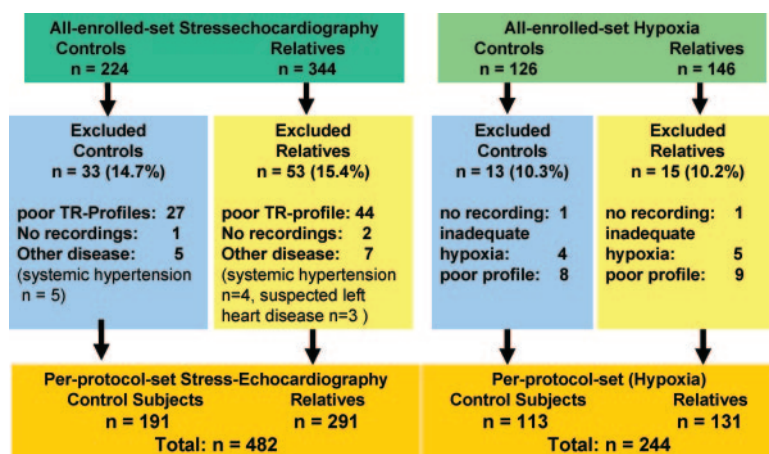 All-enrolled-set Stressechocardiography
Controls Relatives
n = 224 n = 344
All-enrolled-set Hypoxia
Controls Relatives
n = 126 n = 146
Excluded
Controls
n = 33 (14.7%)
poor TR-Profiles: 27
No recordings: 1
Other disease: 5
(systemic hypertension
n = 5)
Excluded
Relatives
n = 53 (15.4%)
poor TR-profile: 44
No recordings: 2
Other disease: 7
(systemic hypertension
n=4, suspected left
heart disease n=3 )
Excluded
Controls
n = 13 (10.3%)
no recording: 1
inadequate
hypoxia: 4
poor profile: 8
Excluded
Relatives
n = 15 (10.2%)
no recording: 1
inadequate
hypoxia: 5
poor profile: 9
Per-protocol-set Stress-Echocardiography
Control Subjects Relatives
n = 191 n = 291
Total: n = 482
Per-protocol-set (Hypoxia)
Control Subjects Relatives
n = 113 n = 131
Total: n = 244